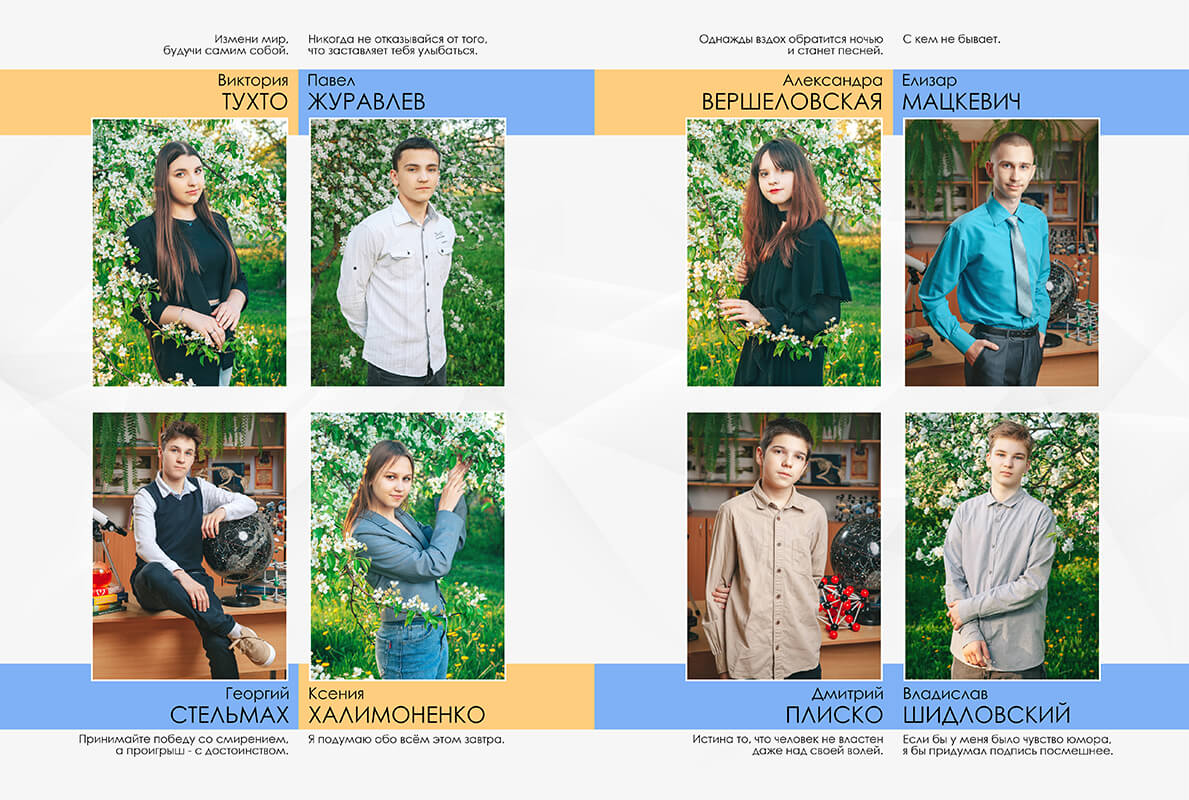 Измени мир,
будучи самим собой.
Никогда не отказывайся от того,
что заставляет тебя улыбаться.
Виктория
ТУХТО
Павел
ЖУРАВЛЕВ
Однажды вздох обратится ночью
и станет песней.
С кем не бывает.
Александра
ВЕРШЕЛОВСКАЯ
Елизар
МАЦКЕВИЧ
Георгий
СТЕЛЬМАХ
Принимайте победу со смирением,
а проигрыш - с достоинством.
Ксения
ХАЛИМОНЕНКО
Я подумаю обо всём этом завтра.
Дмитрий
ПЛИСКО
Истина то, что человек не властен
даже над своей волей.
Владислав
ШИДЛОВСКИЙ
Если бы у меня было чувство юмора,
я бы придумал подпись посмешнее.